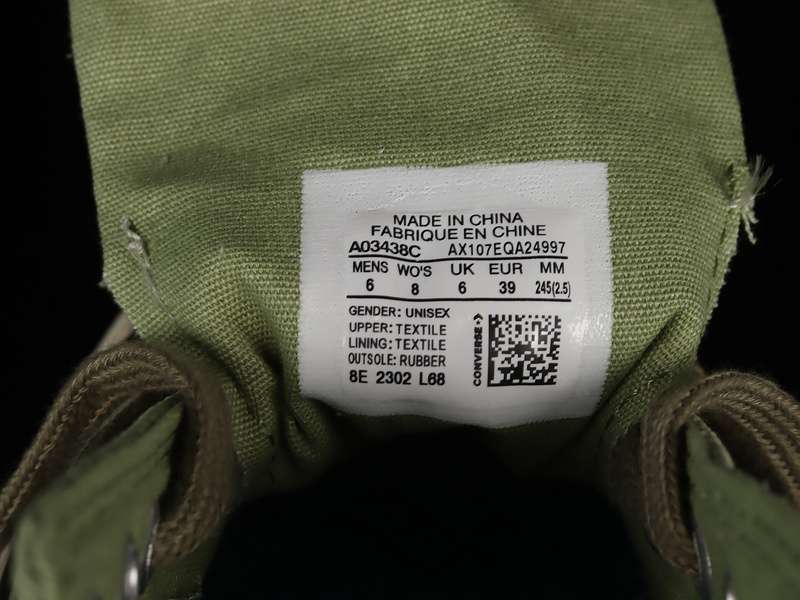 MADE IN CHINA
FABRIQUE EN CHINE
A03438C AX107EQA24997
MENS WO'S UK EUR MM
6 8 6 39 245(2.5)
GENDER: UNISEX
UPPER: TEXTILE
LINING: TEXTILE
OUTSOLE: RUBBER
8E 2302 L68
CONVERSE